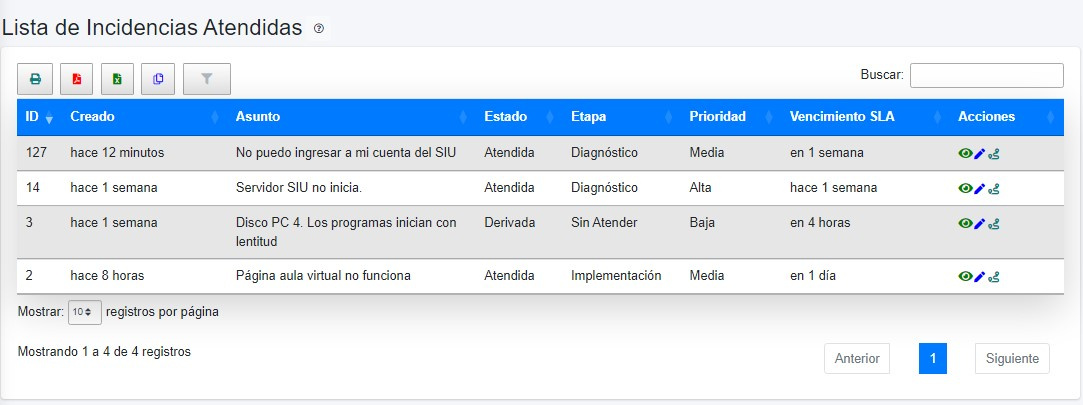 Lista de Incidencias Atendidas
Buscar:
ID Creado Asunto Estado Etapa Prioridad Vencimiento SLA Acciones
127 hace 12 minutos No puedo ingresar a mi cuenta del SIU Atendida Diagnóstico Media en 1 semana
14 hace 1 semana Servidor SIU no inicia. Atendida Diagnóstico Alta hace 1 semana
3 hace 1 semana Disco PC 4. Los programas inician con Derivada Sin Atender Baja en 4 horas
lentitud
2 hace 8 horas Página aula virtual no funciona Atendida Implementación Media en 1 día
Mostrar: 10 registros por página
Mostrando 1 a 4 de 4 registros
Anterior 1 Siguiente